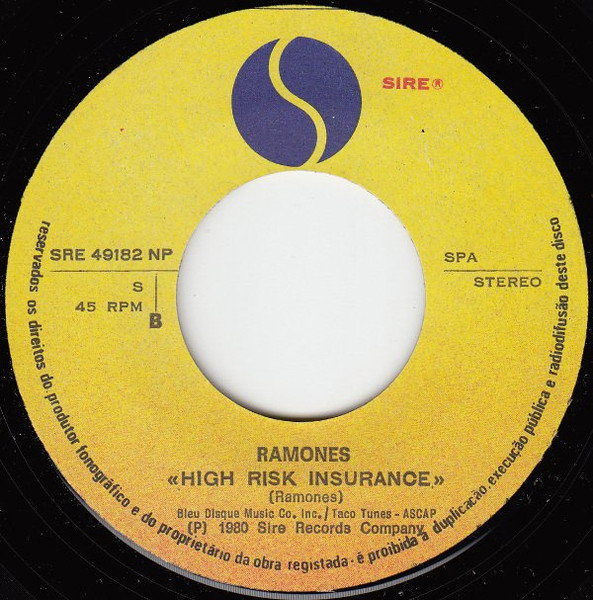 SIRE®
SRE 49182 NP
SPA
S
STEREO
45 RPM
B
RAMONES
«HIGH RISK INSURANCE»
(Ramones)
Bleu Disque Music Co., Inc./Taco Tunes - ASCAP
(P) 1980 Sire Records Company
reservados os direitos do produtor fonográfico e do proprietário da obra registada - é proibida a duplicação, execução pública e radiodifusão deste disco